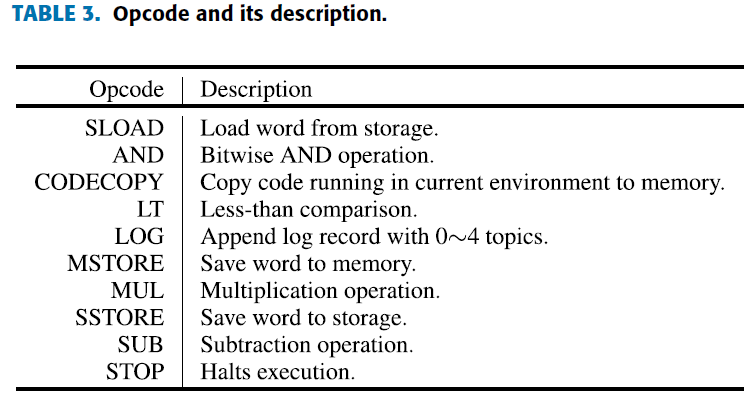 TABLE 3. Opcode and its description.
Opcode Description
SLOAD Load word from storage.
AND Bitwise AND operation.
CODECOPY Copy code running in current environment to memory.
LT Less-than comparison.
LOG Append log record with 0∼4 topics.
MSTORE Save word to memory.
MUL Multiplication operation.
SSTORE Save word to storage.
SUB Subtraction operation.
STOP Halts execution.